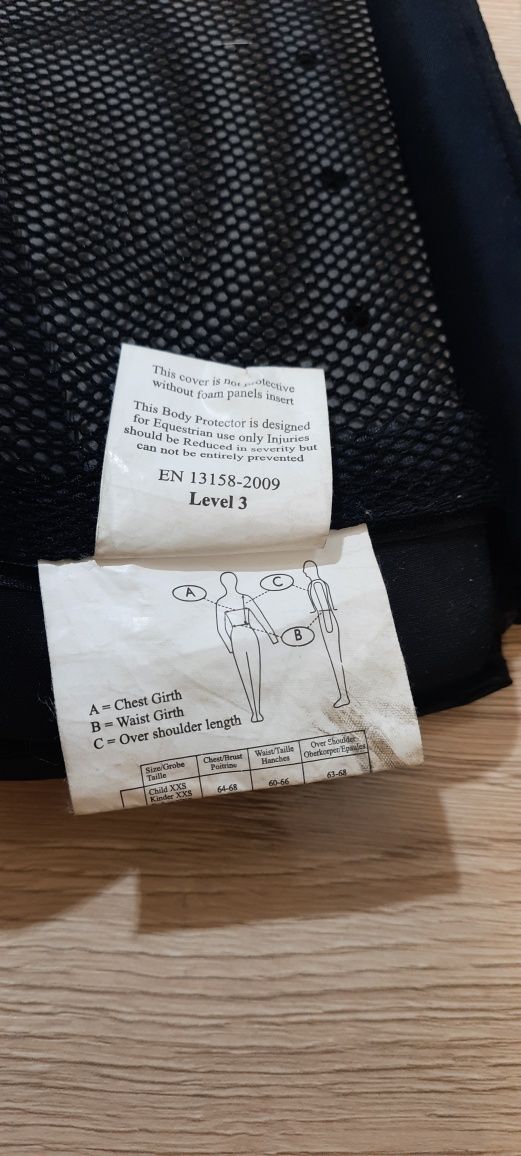 This cover is not protective
without foam panels insert
This Body Protector is designed
for Equestrian use only Injuries
should be Reduced in severity but
can not be entirely prevented
EN 13158-2009
Level 3
A
C
B
A = Chest Girth
B = Waist Girth
C = Over shoulder length
Size/Grobe Chest/Brust Waist/Taille Over Shoulder
Taille Poitrine Hanches Oberkorper/Epaules
Child XXS 64-68 60-66 63-68
Kinder XXS